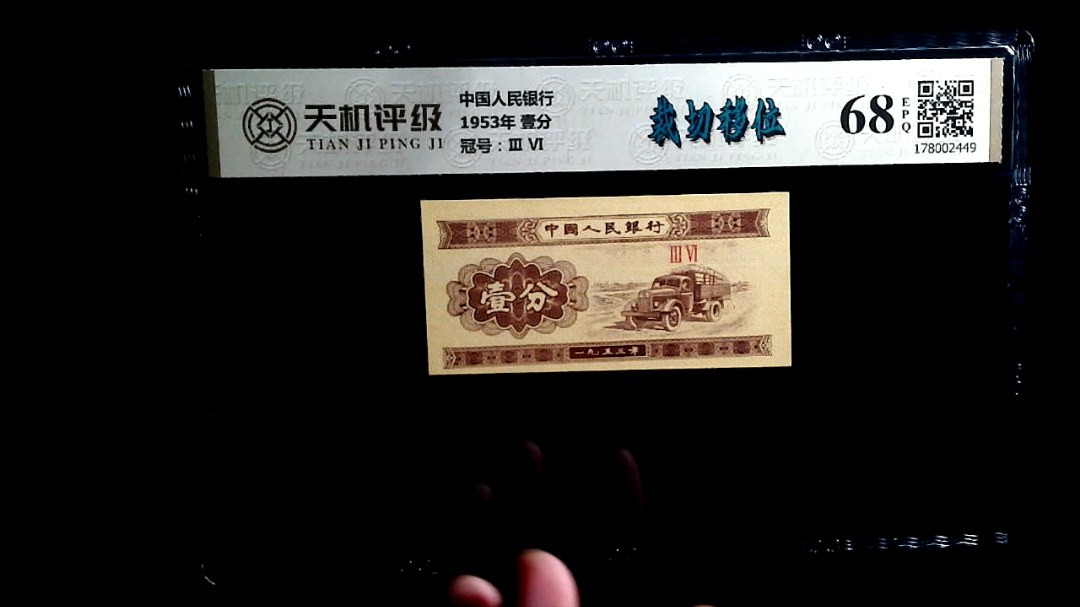 天机评级
TIAN JI PING JI
中国人民银行
1953年 壹分
冠号：Ⅲ Ⅵ
裁切移位
68
EPQ
178002449
中國人民銀行
Ⅲ Ⅵ
壹分
一九五三年